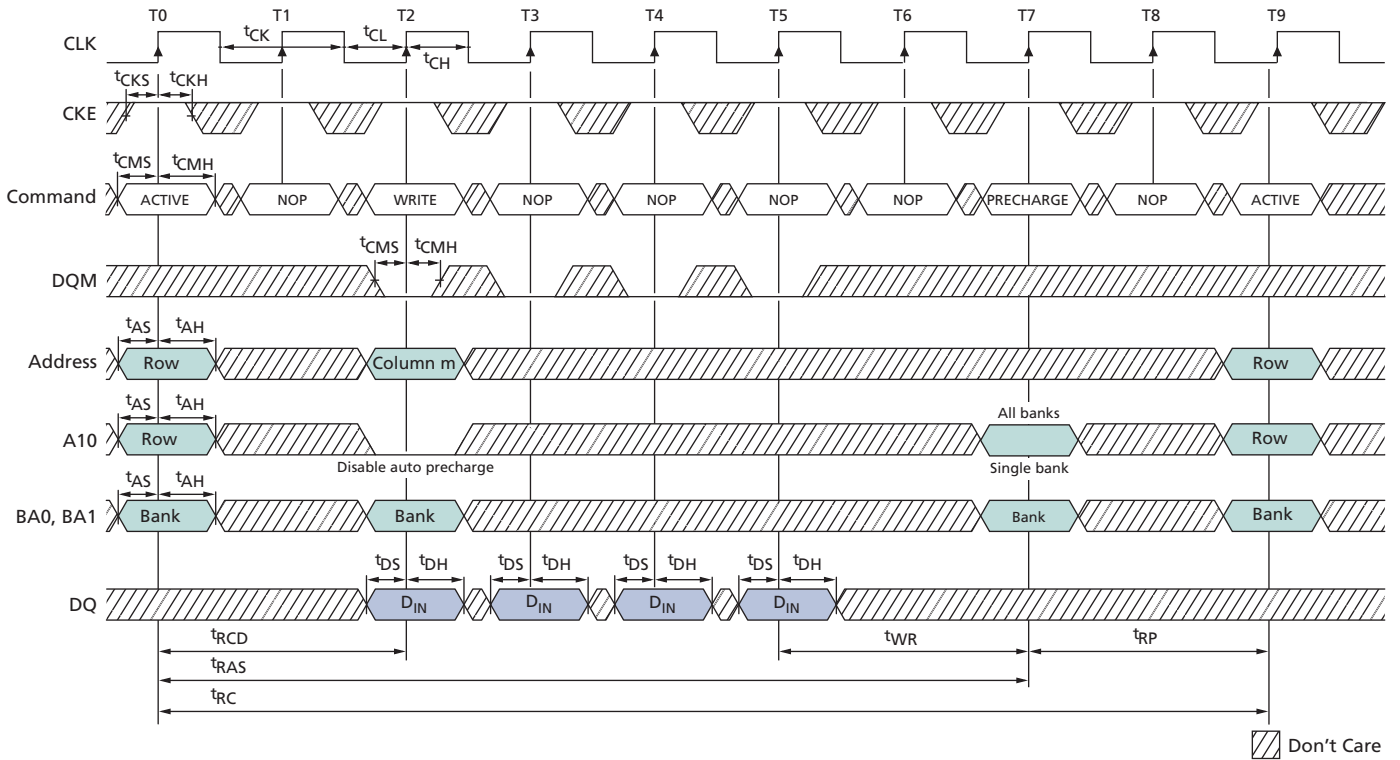 T0 T1 T2 T3 T4 T5 T6 T7 T8 T9
CLK tCK tCL tCH
tCKS tCKH
CKE
tCMS tCMH
Command ACTIVE NOP WRITE NOP NOP NOP NOP PRECHARGE NOP ACTIVE
tCMS tCMH
DQM
tAS tAH
Address Row Column m Row
tAS tAH All banks
A10 Row Row
Disable auto precharge Single bank
tAS tAH
BA0, BA1 Bank Bank Bank Bank
tDS tDH tDS tDH tDS tDH tDS tDH
DQ DIN DIN DIN DIN
tRCD tWR tRP
tRAS
tRC
Don't Care